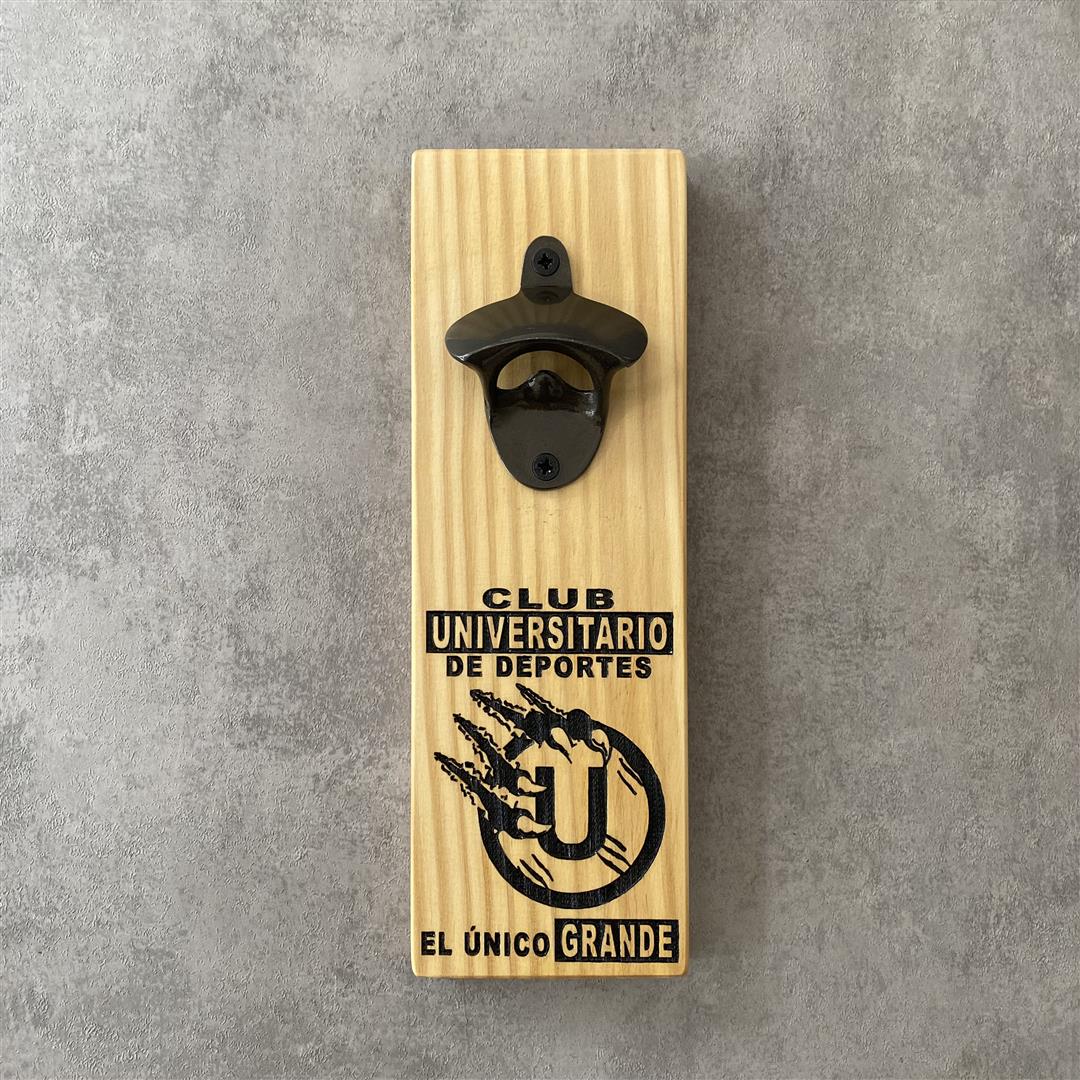 CLUB
UNIVERSITARIO
DE DEPORTES
U
EL ÚNICO GRANDE